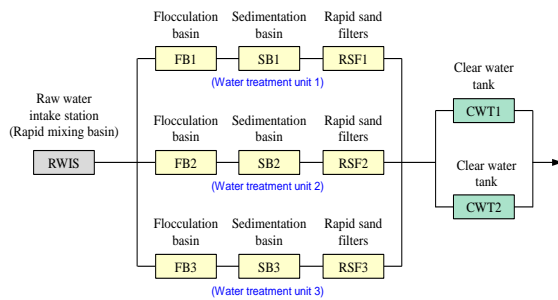 Flocculation basin
Sedimentation basin
Rapid sand filters
FB1
SB1
RSF1
(Water treatment unit 1)
Raw water
intake station
(Rapid mixing basin)
RWIS
Flocculation basin
Sedimentation basin
Rapid sand filters
FB2
SB2
RSF2
(Water treatment unit 2)
Flocculation basin
Sedimentation basin
Rapid sand filters
FB3
SB3
RSF3
(Water treatment unit 3)
Clear water
tank
CWT1
Clear water
tank
CWT2